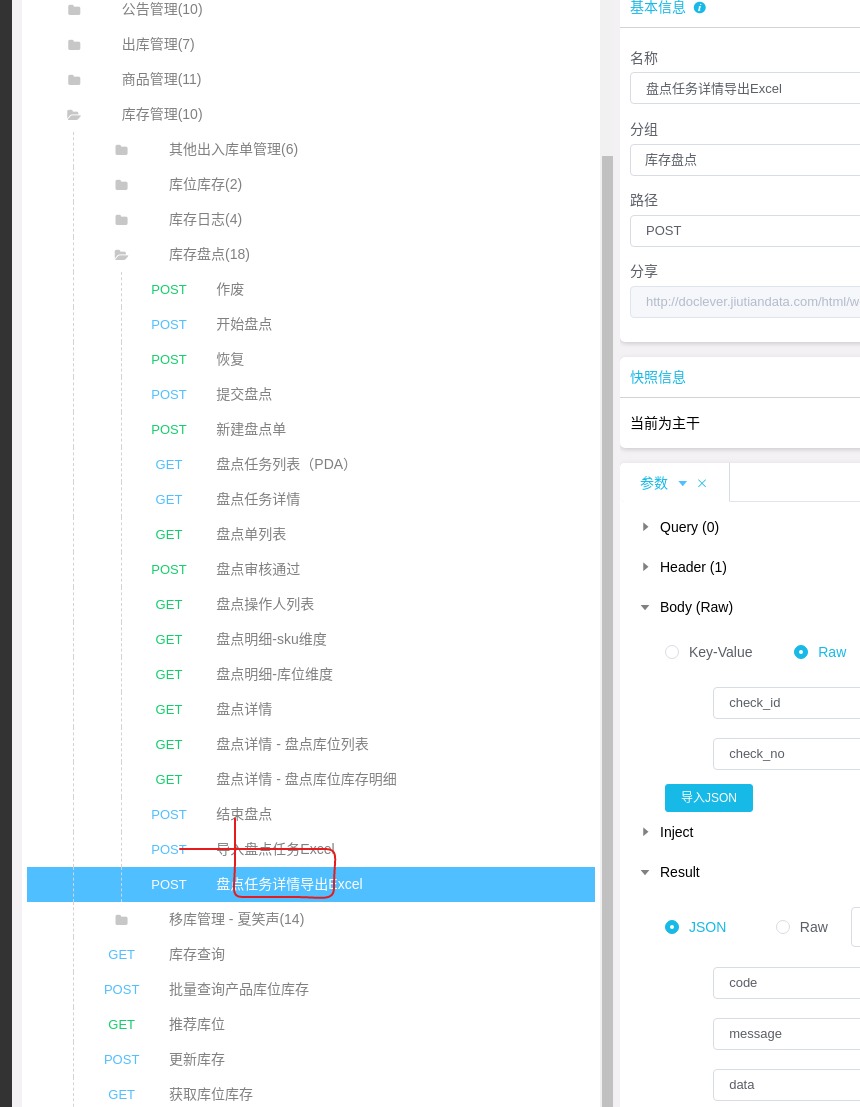 公告管理(10)
出库管理(7)
商品管理(11)
库存管理(10)
其他出入库单管理(6)
库位库存(2)
库存日志(4)
库存盘点(18)
POST 作废
POST 开始盘点
POST 恢复
POST 提交盘点
POST 新建盘点单
GET 盘点任务列表（PDA）
GET 盘点任务详情
GET 盘点单列表
POST 盘点审核通过
GET 盘点操作人列表
GET 盘点明细-sku维度
GET 盘点明细-库位维度
GET 盘点详情
GET 盘点详情 - 盘点库位列表
GET 盘点详情 - 盘点库位库存明细
POST 结束盘点
POST 导入盘点任务Excel
POST 盘点任务详情导出Excel
移库管理 - 夏笑声(14)
GET 库存查询
POST 批量查询产品库位库存
GET 推荐库位
POST 更新库存
GET 获取库位库存
基本信息
名称
盘点任务详情导出Excel
分组
库存盘点
路径
POST
分享
http://doclever.jiutiandata.com/html/w
快照信息
当前为主干
参数
Query (0)
Header (1)
Body (Raw)
Key-Value Raw
check_id
check_no
导入JSON
Inject
Result
JSON Raw
code
message
data